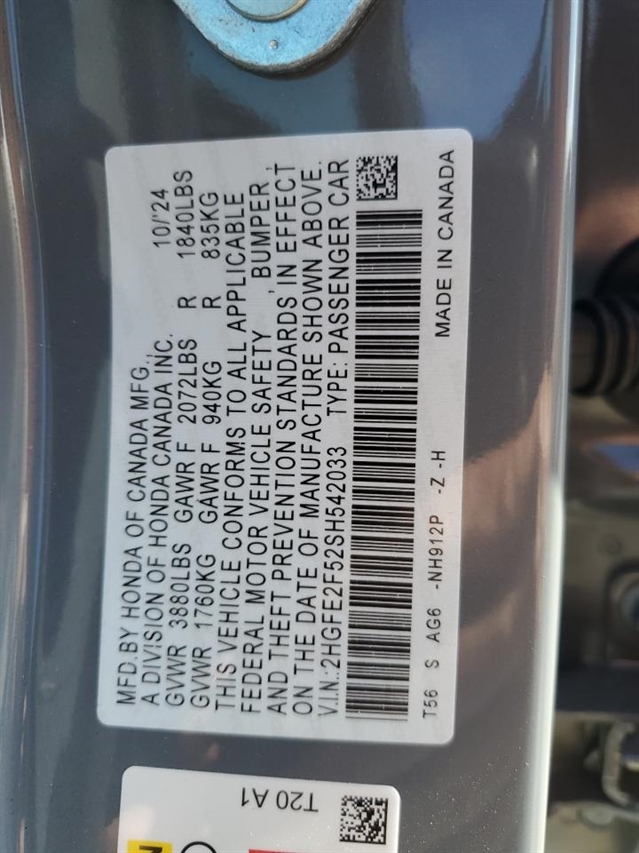 MFD.BY HONDA OF CANADA MFG.,
A DIVISION OF HONDA CANADA INC. 10/'24
GVWR 3880LBS GAWR F 2072LBS R 1840LBS
GVWR 1760KG GAWR F 940KG R 835KG
THIS VEHICLE CONFORMS TO ALL APPLICABLE
FEDERAL MOTOR VEHICLE SAFETY , BUMPER ,
AND THEFT PREVENTION STANDARDS IN EFFECT
ON THE DATE OF MANUFACTURE SHOWN ABOVE.
V.I.N.:2HGFE2F52SH542033 TYPE: PASSENGER CAR
T56 S AG6 -NH912P -Z -H
MADE IN CANADA
T20 A1